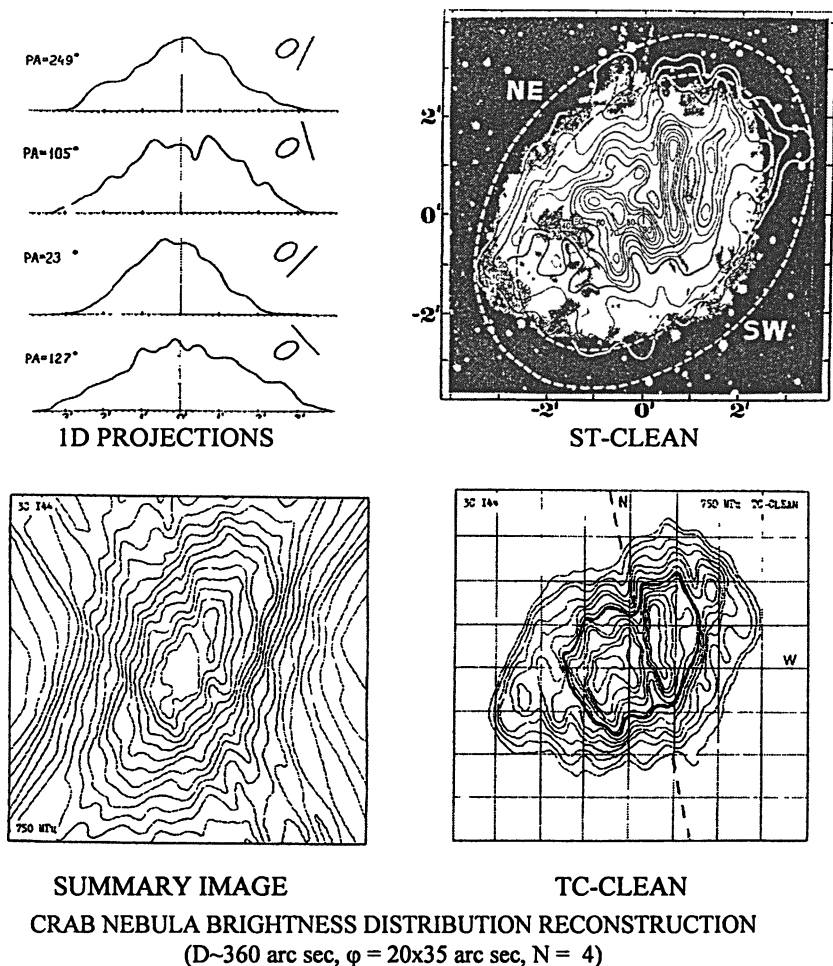 PA=249°
PA=105°
PA=23°
PA=127°
1D PROJECTIONS
NE
SW
2'
0'
-2'
-2' 0' 2'
ST-CLEAN
3C 144
750 MHz
SUMMARY IMAGE
3C 144
N
750 MHz TC-CLEAN
W
TC-CLEAN
CRAB NEBULA BRIGHTNESS DISTRIBUTION RECONSTRUCTION
(D~360 arc sec, φ = 20x35 arc sec, N = 4)